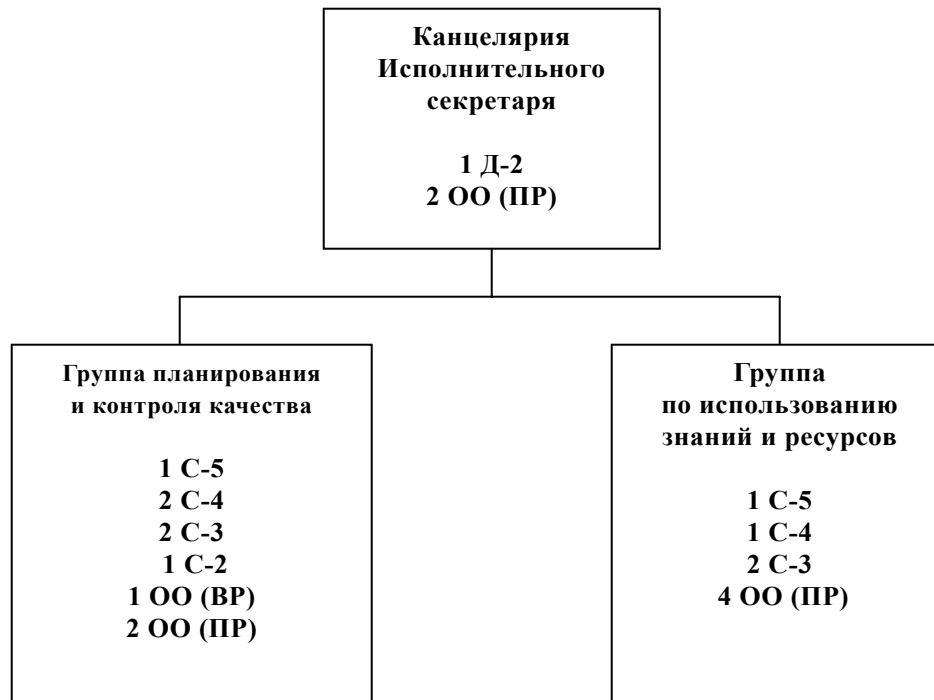 Канцелярия
Исполнительного
секретаря
1 Д-2
2 ОО (ПР)
Группа планирования
и контроля качества
1 С-5
2 С-4
2 С-3
1 С-2
1 ОО (ВР)
2 ОО (ПР)
Группа
по использованию
знаний и ресурсов
1 С-5
1 С-4
2 С-3
4 ОО (ПР)